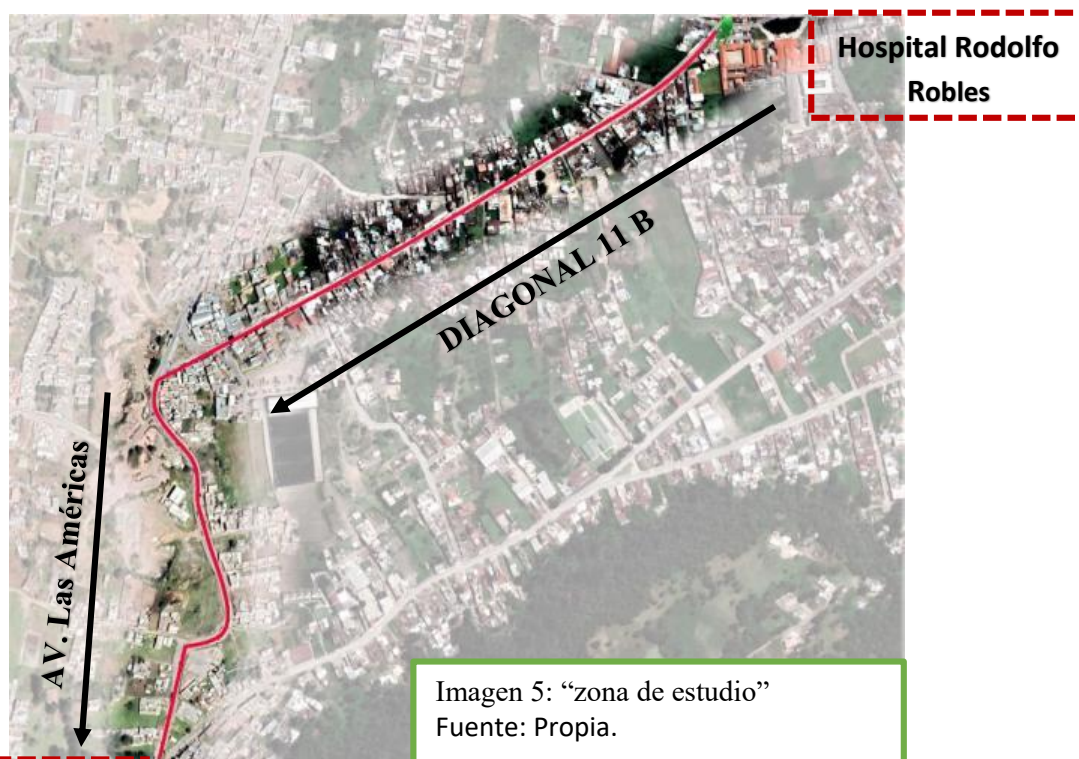 Hospital Rodolfo
Robles
DIAGONAL 11 B
AV. Las Américas
Imagen 5: “zona de estudio”
Fuente: Propia.